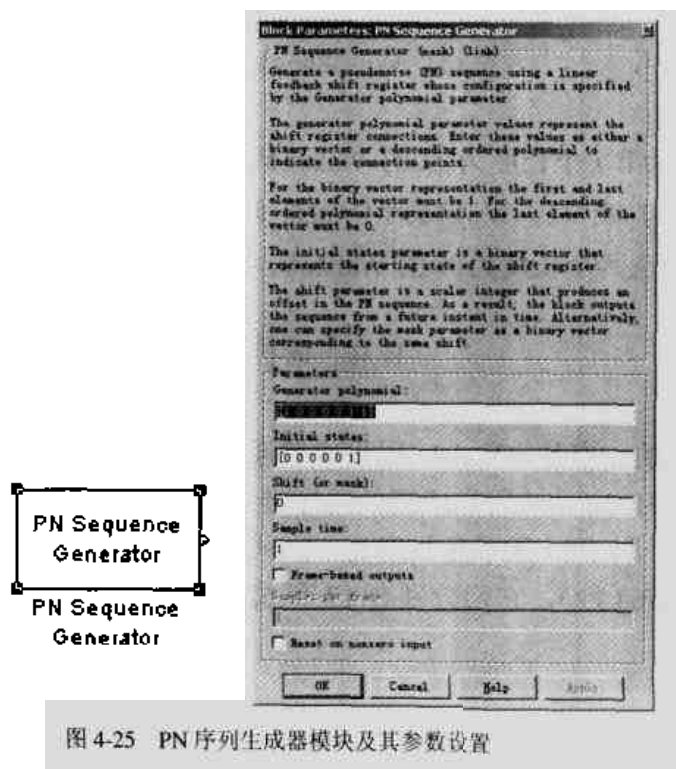 Block Parameters: PN Sequence Generator
PN Sequence Generator (mask) (link)
Generate a pseudonoise (PN) sequence using a linear
feedback shift register whose configuration is specified
by the Generator polynomial parameter.
The generator polynomial parameter values represent the
shift register connections. Enter these values as either a
binary vector or a descending ordered polynomial to
indicate the connection points.
For the binary vector representation the first and last
elements of the vector must be 1. For the descending
ordered polynomial representation the last element of the
vector must be 0.
The initial states parameter is a binary vector that
represents the starting state of the shift register.
The shift parameter is a scalar integer that produces an
offset in the PN sequence. As a result, the block outputs
the sequence from a future instant in time. Alternatively,
one can specify the mask parameter as a binary vector
corresponding to the same shift.
Parameters
Generator polynomial:
[1 0 0 0 0 1 1]
Initial states:
[0 0 0 0 0 1]
Shift (or mask):
0
Sample time:
1
Frame-based outputs
Samples per frame:
Reset on nonzero input
OK
Cancel
Help
Apply
PN Sequence
Generator
PN Sequence
Generator
图 4-25 PN 序列生成器模块及其参数设置